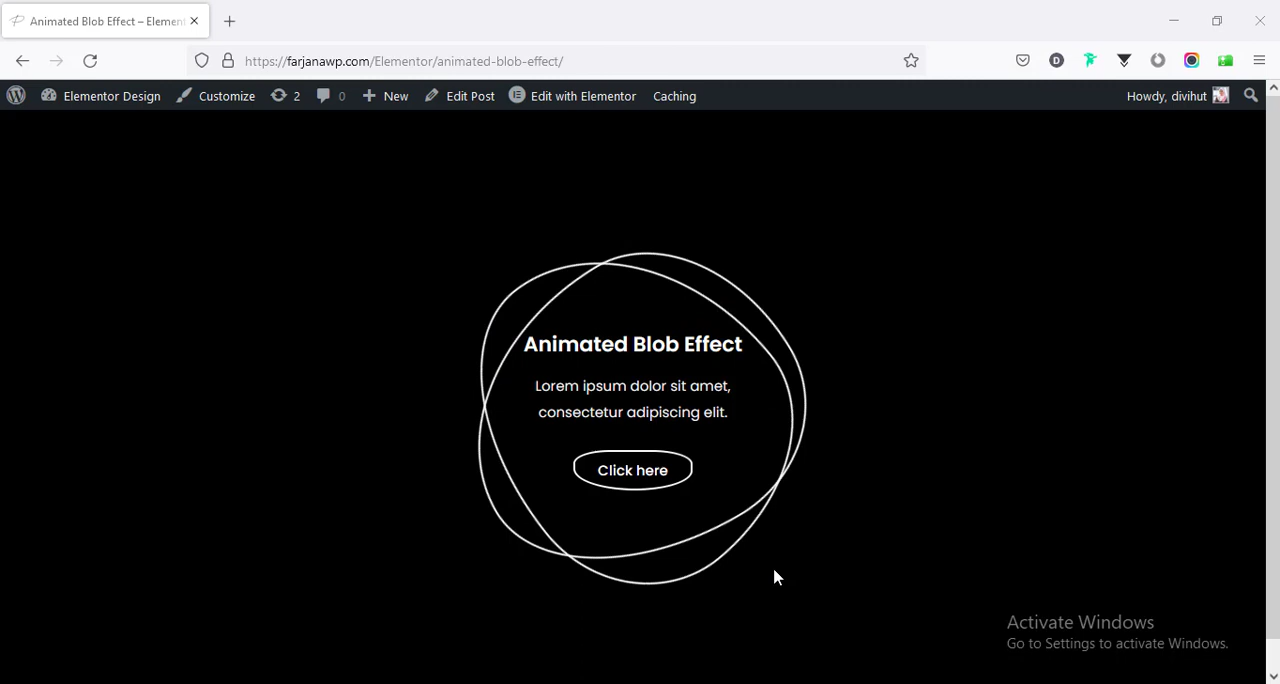 Animated Blob Effect – Element
https://farjanawp.com/Elementor/animated-blob-effect/
D
Elementor Design Customize 2 0 New Edit Post Edit with Elementor Caching Howdy, divihut
Animated Blob Effect
Lorem ipsum dolor sit amet,
consectetur adipiscing elit.
Click here
Activate Windows
Go to Settings to activate Windows.